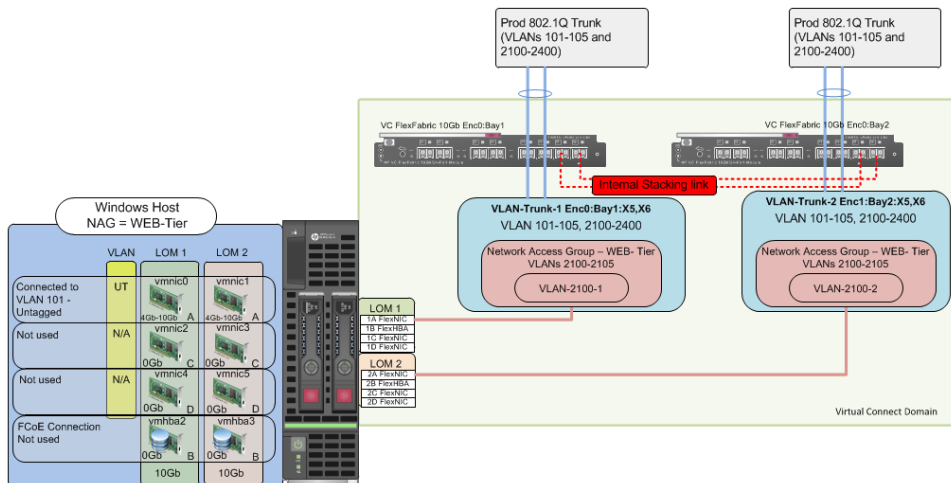 Prod 802.1Q Trunk
(VLANs 101-105 and
2100-2400)
Prod 802.1Q Trunk
(VLANs 101-105 and
2100-2400)
VC FlexFabric 10Gb Enc0:Bay1
VC FlexFabric 10Gb Enc0:Bay2
Internal Stacking link
VLAN-Trunk-1 Enc0:Bay1:X5,X6
VLAN 101-105, 2100-2400
Network Access Group – WEB- Tier
VLANs 2100-2105
VLAN-2100-1
VLAN-Trunk-2 Enc1:Bay2:X5,X6
VLAN 101-105, 2100-2400
Network Access Group – WEB- Tier
VLANs 2100-2105
VLAN-2100-2
Windows Host
NAG = WEB-Tier
VLAN LOM 1 LOM 2
Connected to
VLAN 101 -
Untagged
UT
vmnic0
4Gb-10Gb A
vmnic1
4Gb-10Gb A
Not used
N/A
vmnic2
0Gb C
vmnic3
0Gb C
Not used
N/A
vmnic4
0Gb D
vmnic5
0Gb D
FCoE Connection
Not used
vmhba2
0Gb B
vmhba3
0Gb B
10Gb 10Gb
LOM 1
1A FlexNIC
1B FlexHBA
1C FlexNIC
1D FlexNIC
LOM 2
2A FlexNIC
2B FlexHBA
2C FlexNIC
2D FlexNIC
Virtual Connect Domain